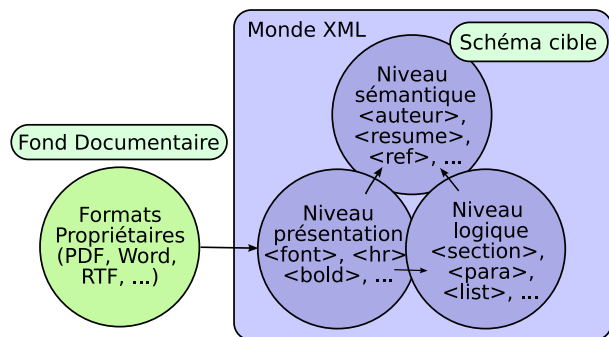 Monde XML
Schéma cible
Niveau
sémantique
<auteur>,
<resume>,
<ref>, ...
Fond Documentaire
Formats
Propriétaires
(PDF, Word,
RTF, ...)
Niveau
présentation
<font>, <hr>
<bold>, ...
Niveau
logique
<section>,
<para>,
<list>, ...